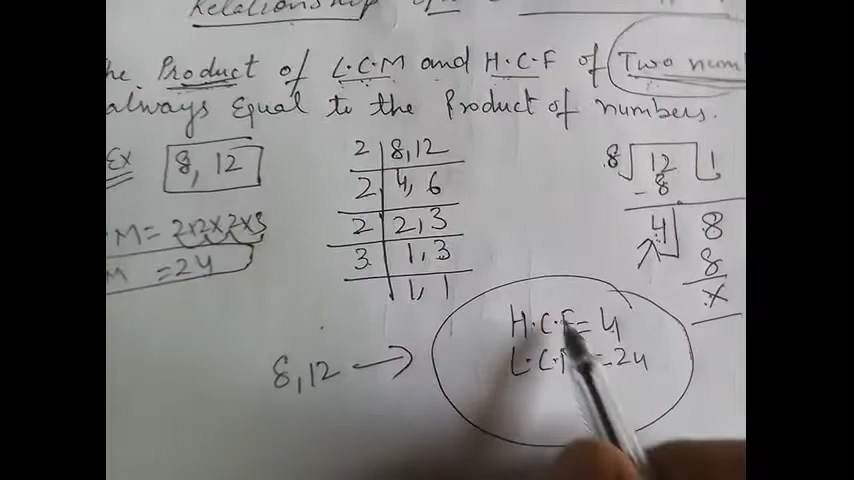 Relationship
he Product of L.C.M and H.C.F of Two num
always Equal to the Product of numbers.
Ex 8, 12
2 8,12
2 4, 6
2 2, 3
3 1, 3
1, 1
8 12 1
- 8
4 8
8
x
M= 2x2x2x3
M =24
8,12 →
H.C.F= 4
L.C. =24